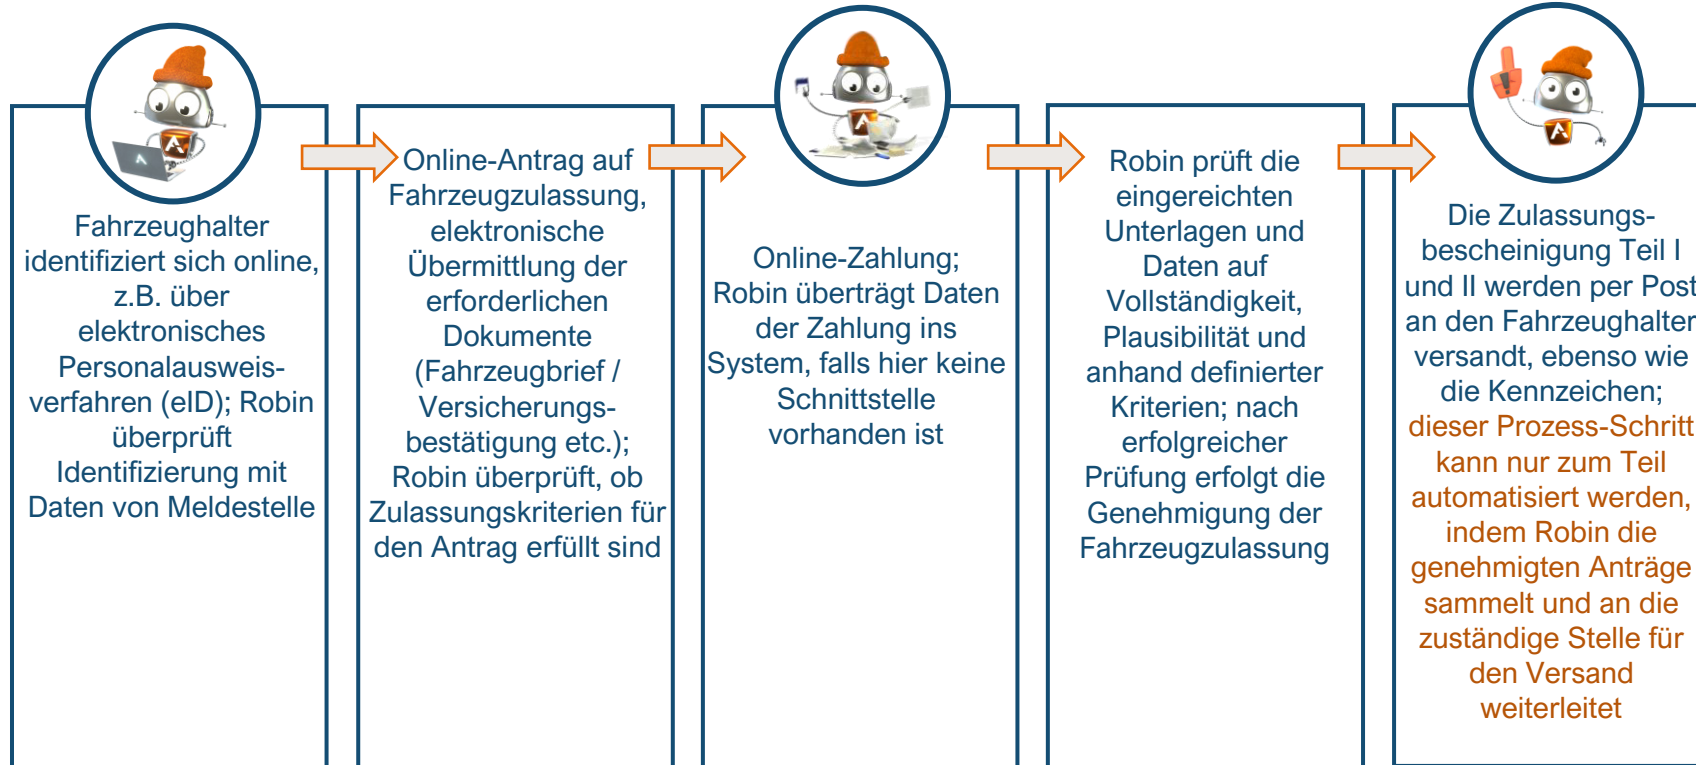 Fahrzeughalter
identifiziert sich online,
z.B. über
elektronisches
Personalausweis-
verfahren (eID); Robin
überprüft
Identifizierung mit
Daten von Meldestelle
Online-Antrag auf
Fahrzeugzulassung,
elektronische
Übermittlung der
erforderlichen
Dokumente
(Fahrzeugbrief /
Versicherungs-
bestätigung etc.);
Robin überprüft, ob
Zulassungskriterien für
den Antrag erfüllt sind
Online-Zahlung;
Robin überträgt Daten
der Zahlung ins
System, falls hier keine
Schnittstelle
vorhanden ist
Robin prüft die
eingereichten
Unterlagen und
Daten auf
Vollständigkeit,
Plausibilität und
anhand definierter
Kriterien; nach
erfolgreicher
Prüfung erfolgt die
Genehmigung der
Fahrzeugzulassung
Die Zulassungs-
bescheinigung Teil I
und II werden per Post
an den Fahrzeughalter
versandt, ebenso wie
die Kennzeichen;
dieser Prozess-Schritt
kann nur zum Teil
automatisiert werden,
indem Robin die
genehmigten Anträge
sammelt und an die
zuständige Stelle für
den Versand
weiterleitet